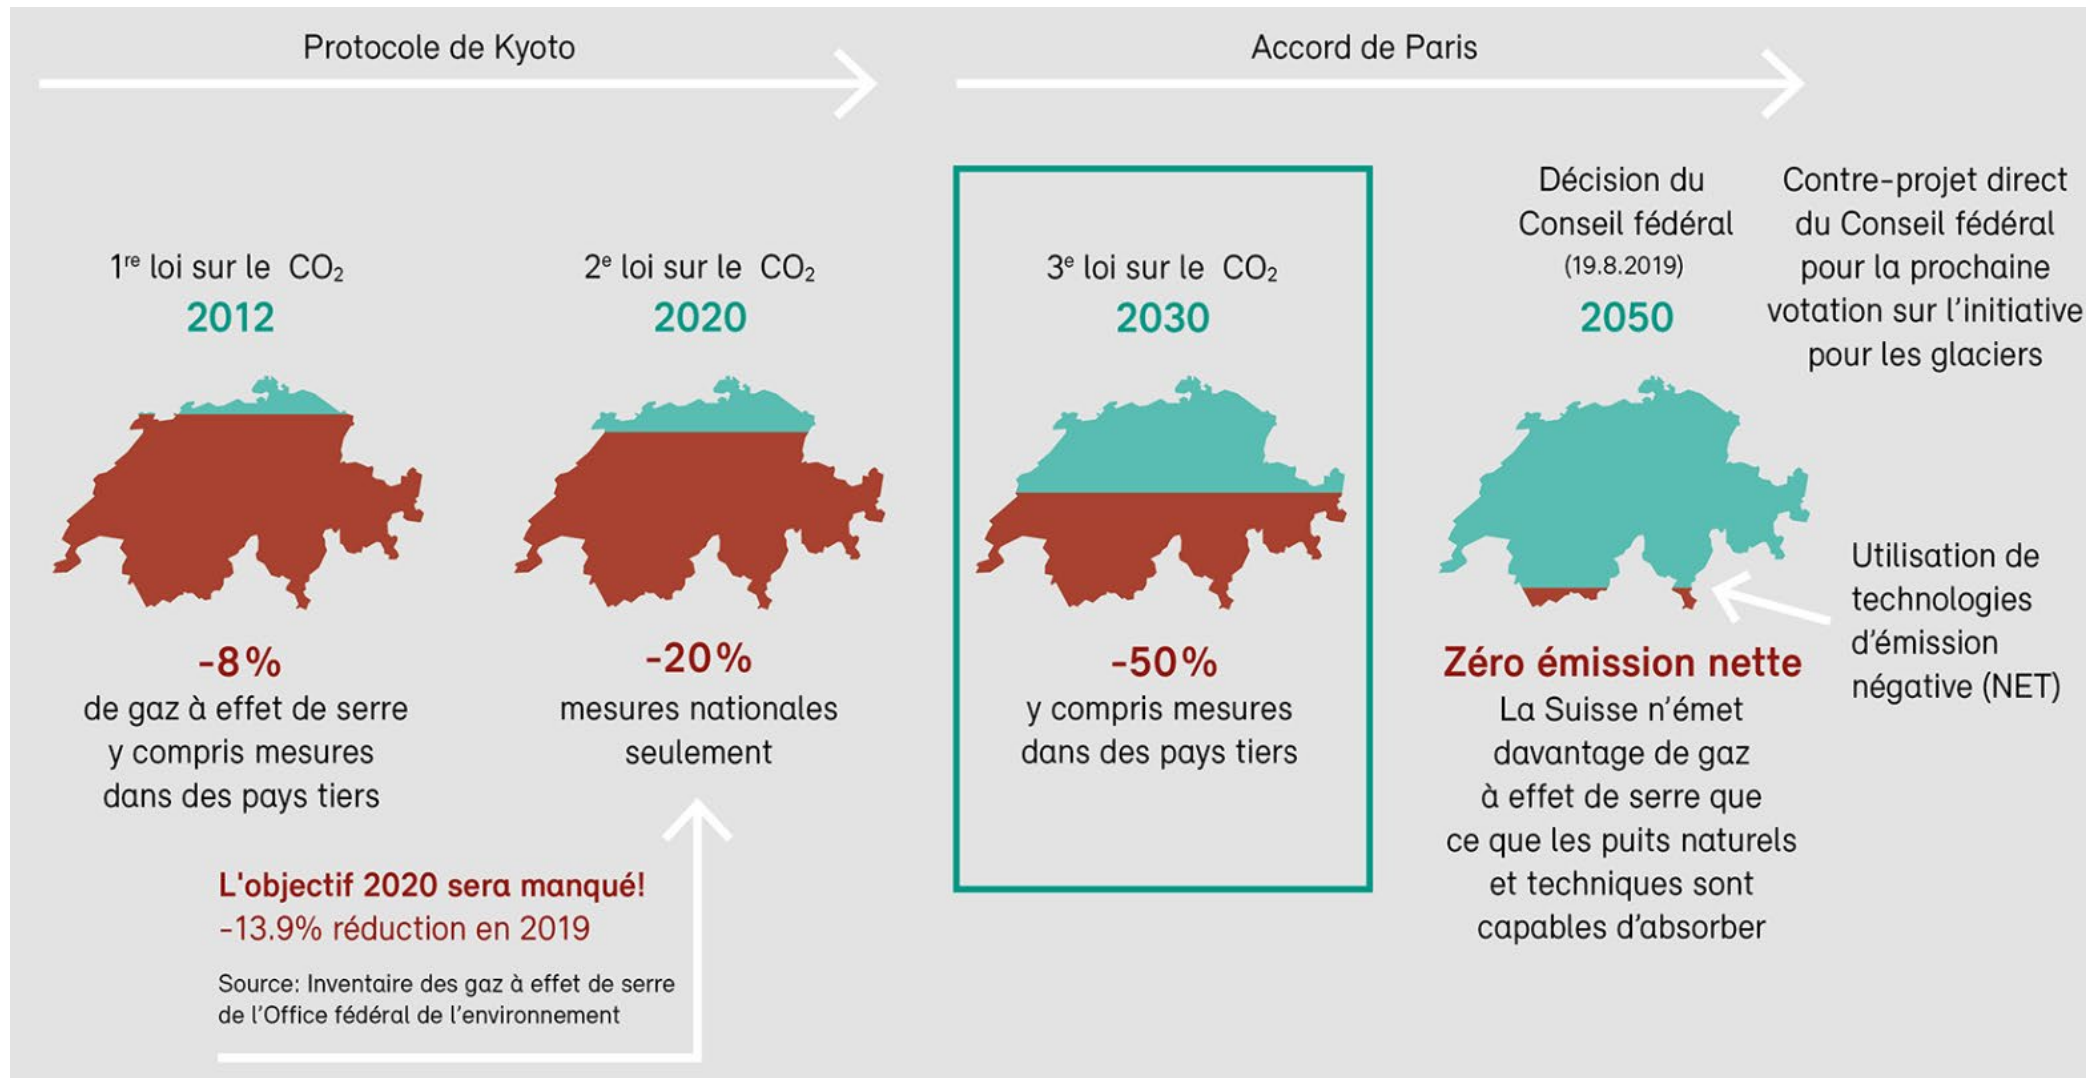 Protocole de Kyoto
Accord de Paris
1re loi sur le CO₂
2012
-8%
de gaz à effet de serre
y compris mesures
dans des pays tiers
2e loi sur le CO₂
2020
-20%
mesures nationales
seulement
L'objectif 2020 sera manqué!
-13.9% réduction en 2019
Source: Inventaire des gaz à effet de serre
de l'Office fédéral de l'environnement
3e loi sur le CO₂
2030
-50%
y compris mesures
dans des pays tiers
Décision du
Conseil fédéral
(19.8.2019)
2050
Zéro émission nette
La Suisse n'émet
davantage de gaz
à effet de serre que
ce que les puits naturels
et techniques sont
capables d'absorber
Contre-projet direct
du Conseil fédéral
pour la prochaine
votation sur l'initiative
pour les glaciers
Utilisation de
technologies
d'émission
négative (NET)